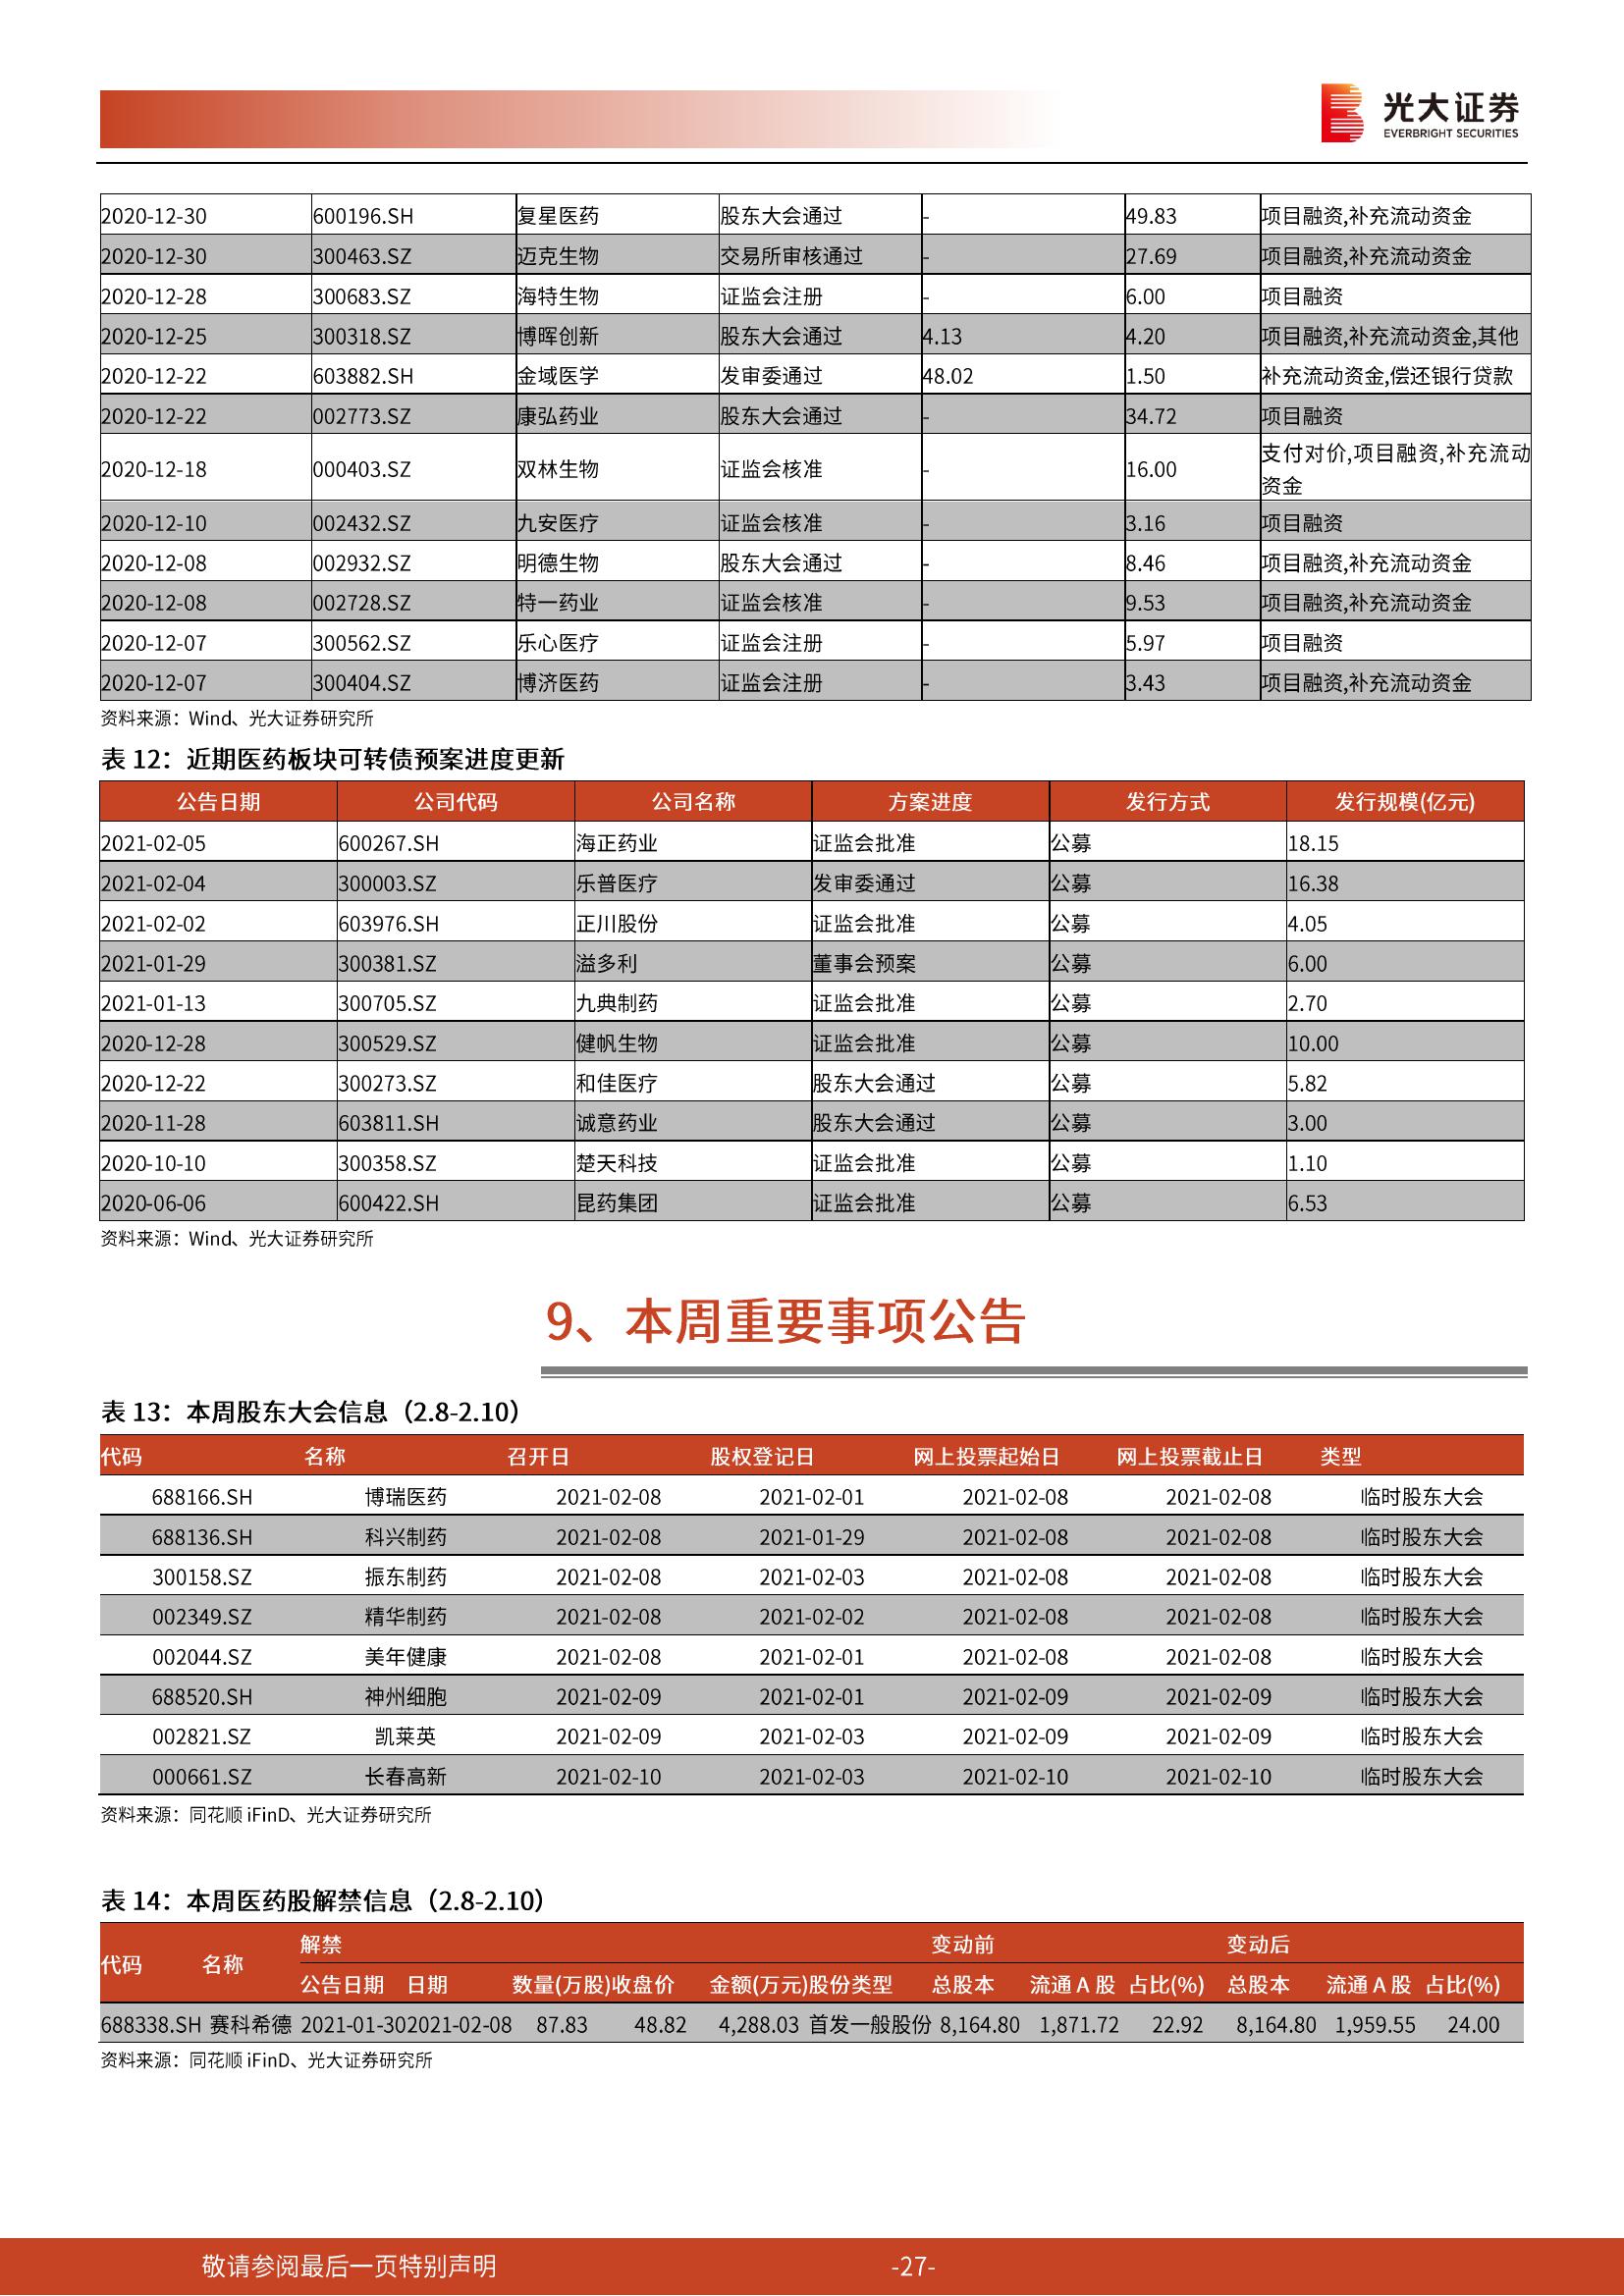 光大证券
EVERBRIGHT SECURITIES
2020-12-30 600196.SH 复星医药 股东大会通过 - 49.83 项目融资,补充流动资金
2020-12-30 300463.SZ 迈克生物 交易所审核通过 - 27.69 项目融资,补充流动资金
2020-12-28 300683.SZ 海特生物 证监会注册 - 6.00 项目融资
2020-12-25 300318.SZ 博晖创新 股东大会通过 4.13 4.20 项目融资,补充流动资金,其他
2020-12-22 603882.SH 金域医学 发审委通过 48.02 1.50 补充流动资金,偿还银行贷款
2020-12-22 002773.SZ 康弘药业 股东大会通过 - 34.72 项目融资
2020-12-18 000403.SZ 双林生物 证监会核准 - 16.00 支付对价,项目融资,补充流动
资金
2020-12-10 002432.SZ 九安医疗 证监会核准 - 3.16 项目融资
2020-12-08 002932.SZ 明德生物 股东大会通过 - 8.46 项目融资,补充流动资金
2020-12-08 002728.SZ 特一药业 证监会核准 - 9.53 项目融资,补充流动资金
2020-12-07 300562.SZ 乐心医疗 证监会注册 - 5.97 项目融资
2020-12-07 300404.SZ 博济医药 证监会注册 - 3.43 项目融资,补充流动资金
资料来源：Wind、光大证券研究所
表 12：近期医药板块可转债预案进度更新
公告日期 公司代码 公司名称 方案进度 发行方式 发行规模(亿元)
2021-02-05 600267.SH 海正药业 证监会批准 公募 18.15
2021-02-04 300003.SZ 乐普医疗 发审委通过 公募 16.38
2021-02-02 603976.SH 正川股份 证监会批准 公募 4.05
2021-01-29 300381.SZ 溢多利 董事会预案 公募 6.00
2021-01-13 300705.SZ 九典制药 证监会批准 公募 2.70
2020-12-28 300529.SZ 健帆生物 证监会批准 公募 10.00
2020-12-22 300273.SZ 和佳医疗 股东大会通过 公募 5.82
2020-11-28 603811.SH 诚意药业 股东大会通过 公募 3.00
2020-10-10 300358.SZ 楚天科技 证监会批准 公募 1.10
2020-06-06 600422.SH 昆药集团 证监会批准 公募 6.53
资料来源：Wind、光大证券研究所
9、本周重要事项公告
表 13：本周股东大会信息（2.8-2.10）
代码 名称 召开日 股权登记日 网上投票起始日 网上投票截止日 类型
688166.SH 博瑞医药 2021-02-08 2021-02-01 2021-02-08 2021-02-08 临时股东大会
688136.SH 科兴制药 2021-02-08 2021-01-29 2021-02-08 2021-02-08 临时股东大会
300158.SZ 振东制药 2021-02-08 2021-02-03 2021-02-08 2021-02-08 临时股东大会
002349.SZ 精华制药 2021-02-08 2021-02-02 2021-02-08 2021-02-08 临时股东大会
002044.SZ 美年健康 2021-02-08 2021-02-01 2021-02-08 2021-02-08 临时股东大会
688520.SH 神州细胞 2021-02-09 2021-02-01 2021-02-09 2021-02-09 临时股东大会
002821.SZ 凯莱英 2021-02-09 2021-02-03 2021-02-09 2021-02-09 临时股东大会
000661.SZ 长春高新 2021-02-10 2021-02-03 2021-02-10 2021-02-10 临时股东大会
资料来源：同花顺 iFinD、光大证券研究所
表 14：本周医药股解禁信息（2.8-2.10）
代码 名称 解禁 变动前 变动后
公告日期 日期 数量(万股) 收盘价 金额(万元) 股份类型 总股本 流通 A 股 占比(%) 总股本 流通 A 股 占比(%)
688338.SH 赛科希德 2021-01-30 2021-02-08 87.83 48.82 4,288.03 首发一般股份 8,164.80 1,871.72 22.92 8,164.80 1,959.55 24.00
资料来源：同花顺 iFinD、光大证券研究所
敬请参阅最后一页特别声明 -27-